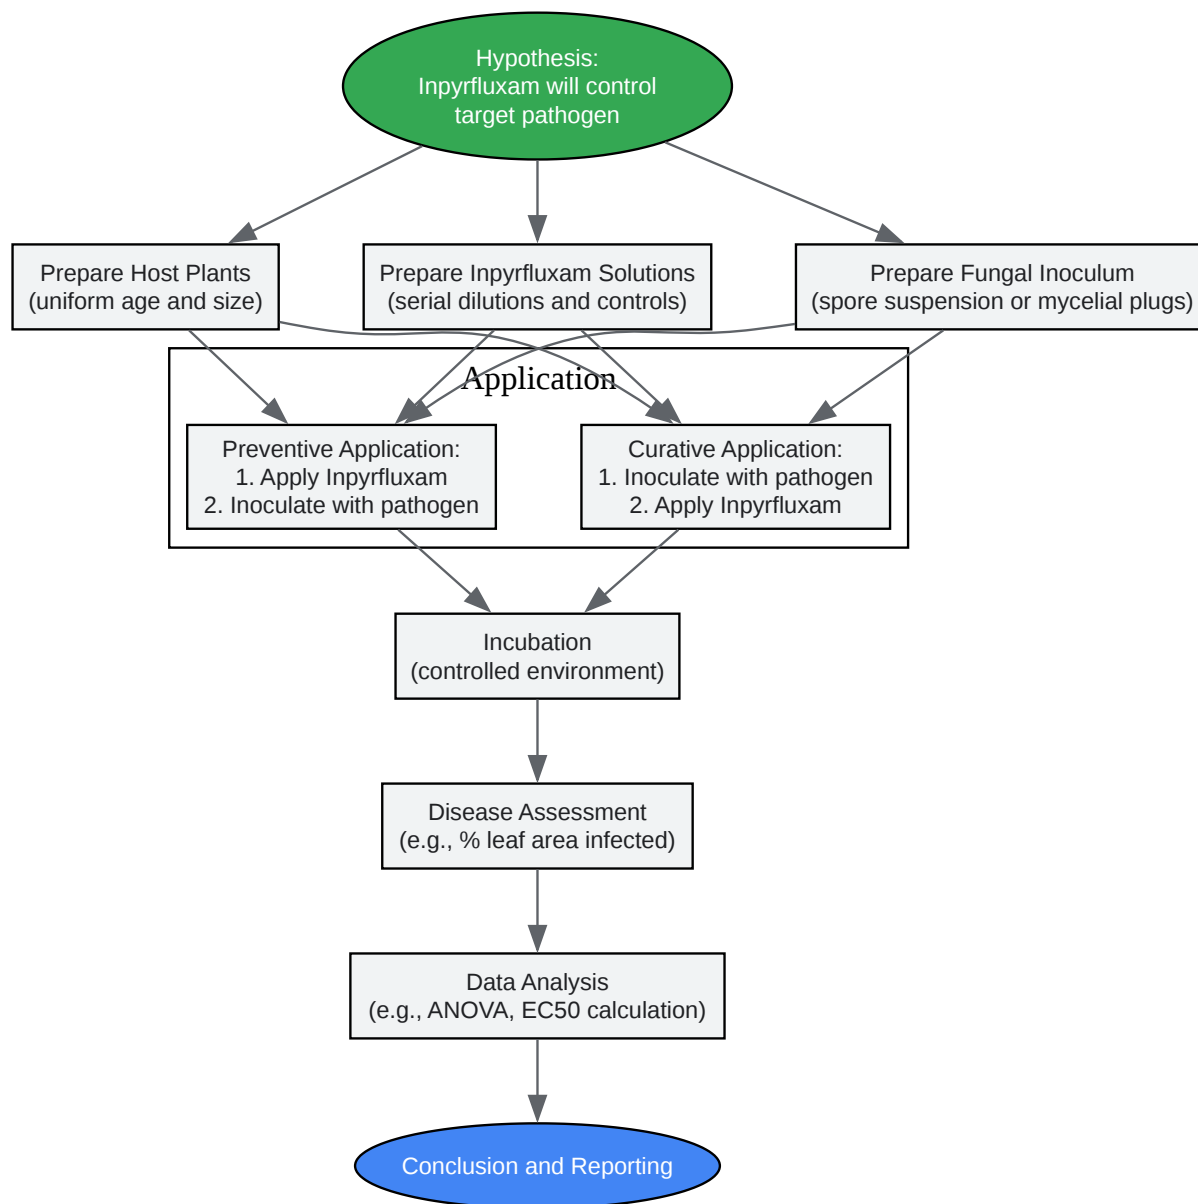 Hypothesis:
Inpyrfluxam will control
target pathogen
Prepare Host Plants
(uniform age and size)
Prepare Inpyrfluxam Solutions
(serial dilutions and controls)
Prepare Fungal Inoculum
(spore suspension or mycelial plugs)
Application
Preventive Application:
1. Apply Inpyrfluxam
2. Inoculate with pathogen
Curative Application:
1. Inoculate with pathogen
2. Apply Inpyrfluxam
Incubation
(controlled environment)
Disease Assessment
(e.g., % leaf area infected)
Data Analysis
(e.g., ANOVA, EC50 calculation)
Conclusion and Reporting